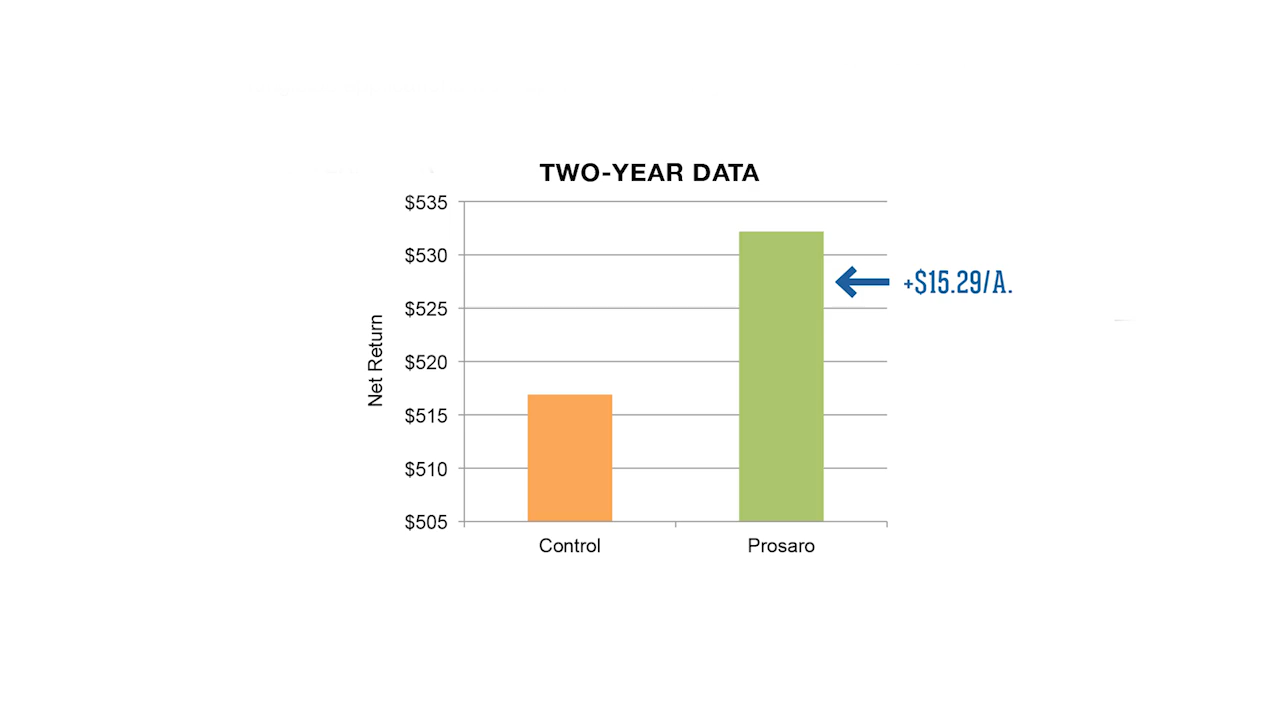 TWO-YEAR DATA
$535
$530
$525
$520
$515
$510
$505
Net Return
+$15.29/A.
Control
Prosaro